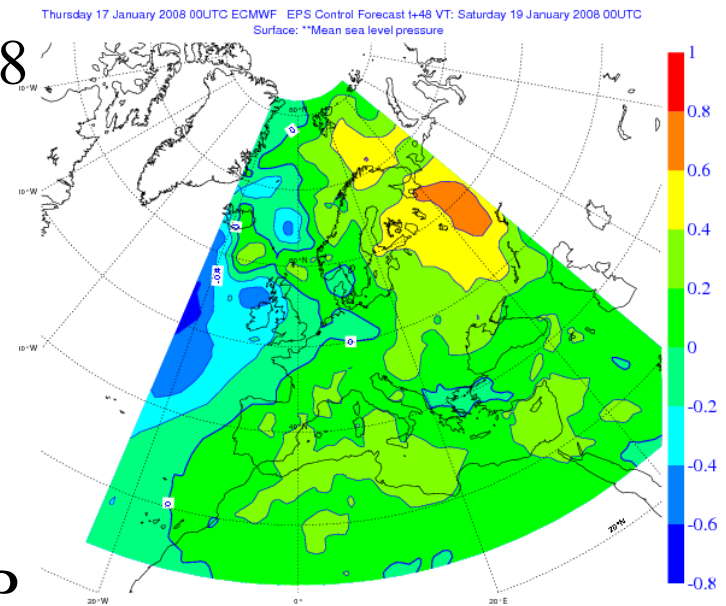 Thursday 17 January 2008 00UTC ECMWF EPS Control Forecast t+48 VT: Saturday 19 January 2008 00UTC
Surface: **Mean sea level pressure
8
1
0.8
0.6
0.4
0.2
0
-0.2
-0.4
-0.6
-0.8
0
0
-0.4
0
0
40°N
20°N
20°W
0°
20°E